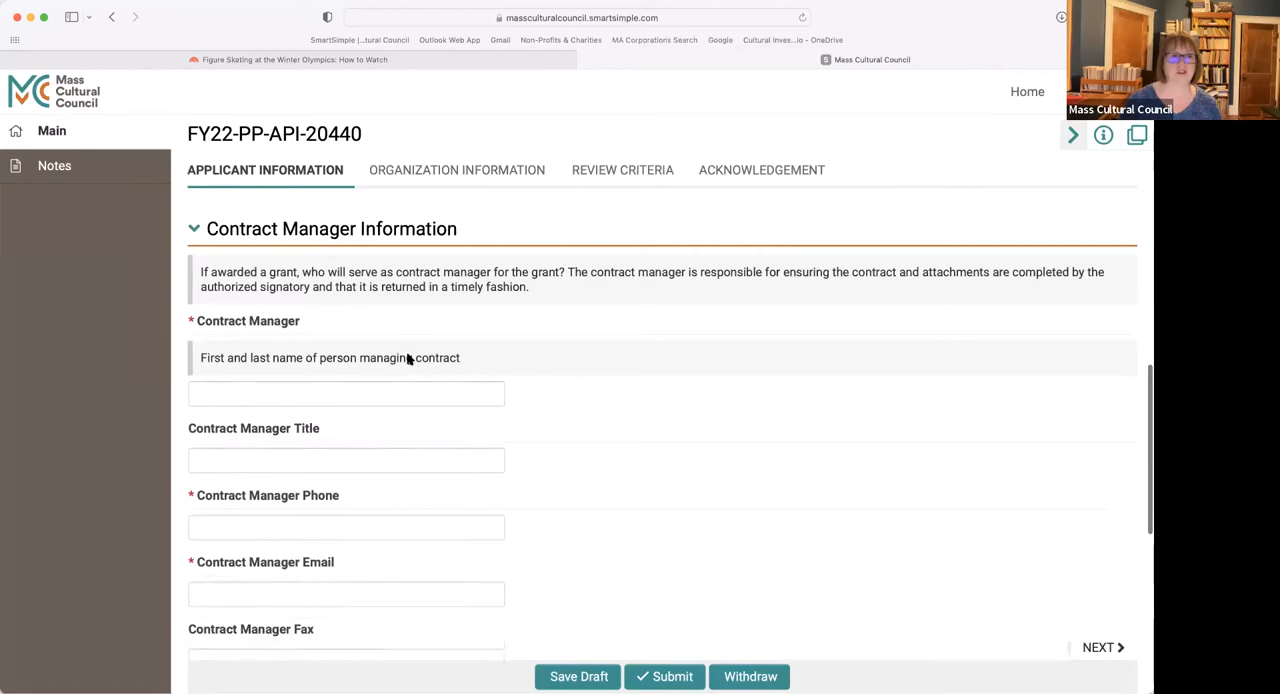 masculturalcouncil.smartsimple.com
SmartSimple |...tural Council
Outlook Web App
Gmail
Non-Profits & Charities
MA Corporations Search
Google
Cultural Inves...io - OneDrive
Figure Skating at the Winter Olympics: How to Watch
S
Mass Cultural Council
MC
Mass
Cultural
Council
Home
Mass Cultural Council
Main
FY22-PP-API-20440
Notes
APPLICANT INFORMATION
ORGANIZATION INFORMATION
REVIEW CRITERIA
ACKNOWLEDGEMENT
Contract Manager Information
If awarded a grant, who will serve as contract manager for the grant? The contract manager is responsible for ensuring the contract and attachments are completed by the
authorized signatory and that it is returned in a timely fashion.
* Contract Manager
First and last name of person managing contract
Contract Manager Title
* Contract Manager Phone
* Contract Manager Email
Contract Manager Fax
NEXT
Save Draft
Submit
Withdraw